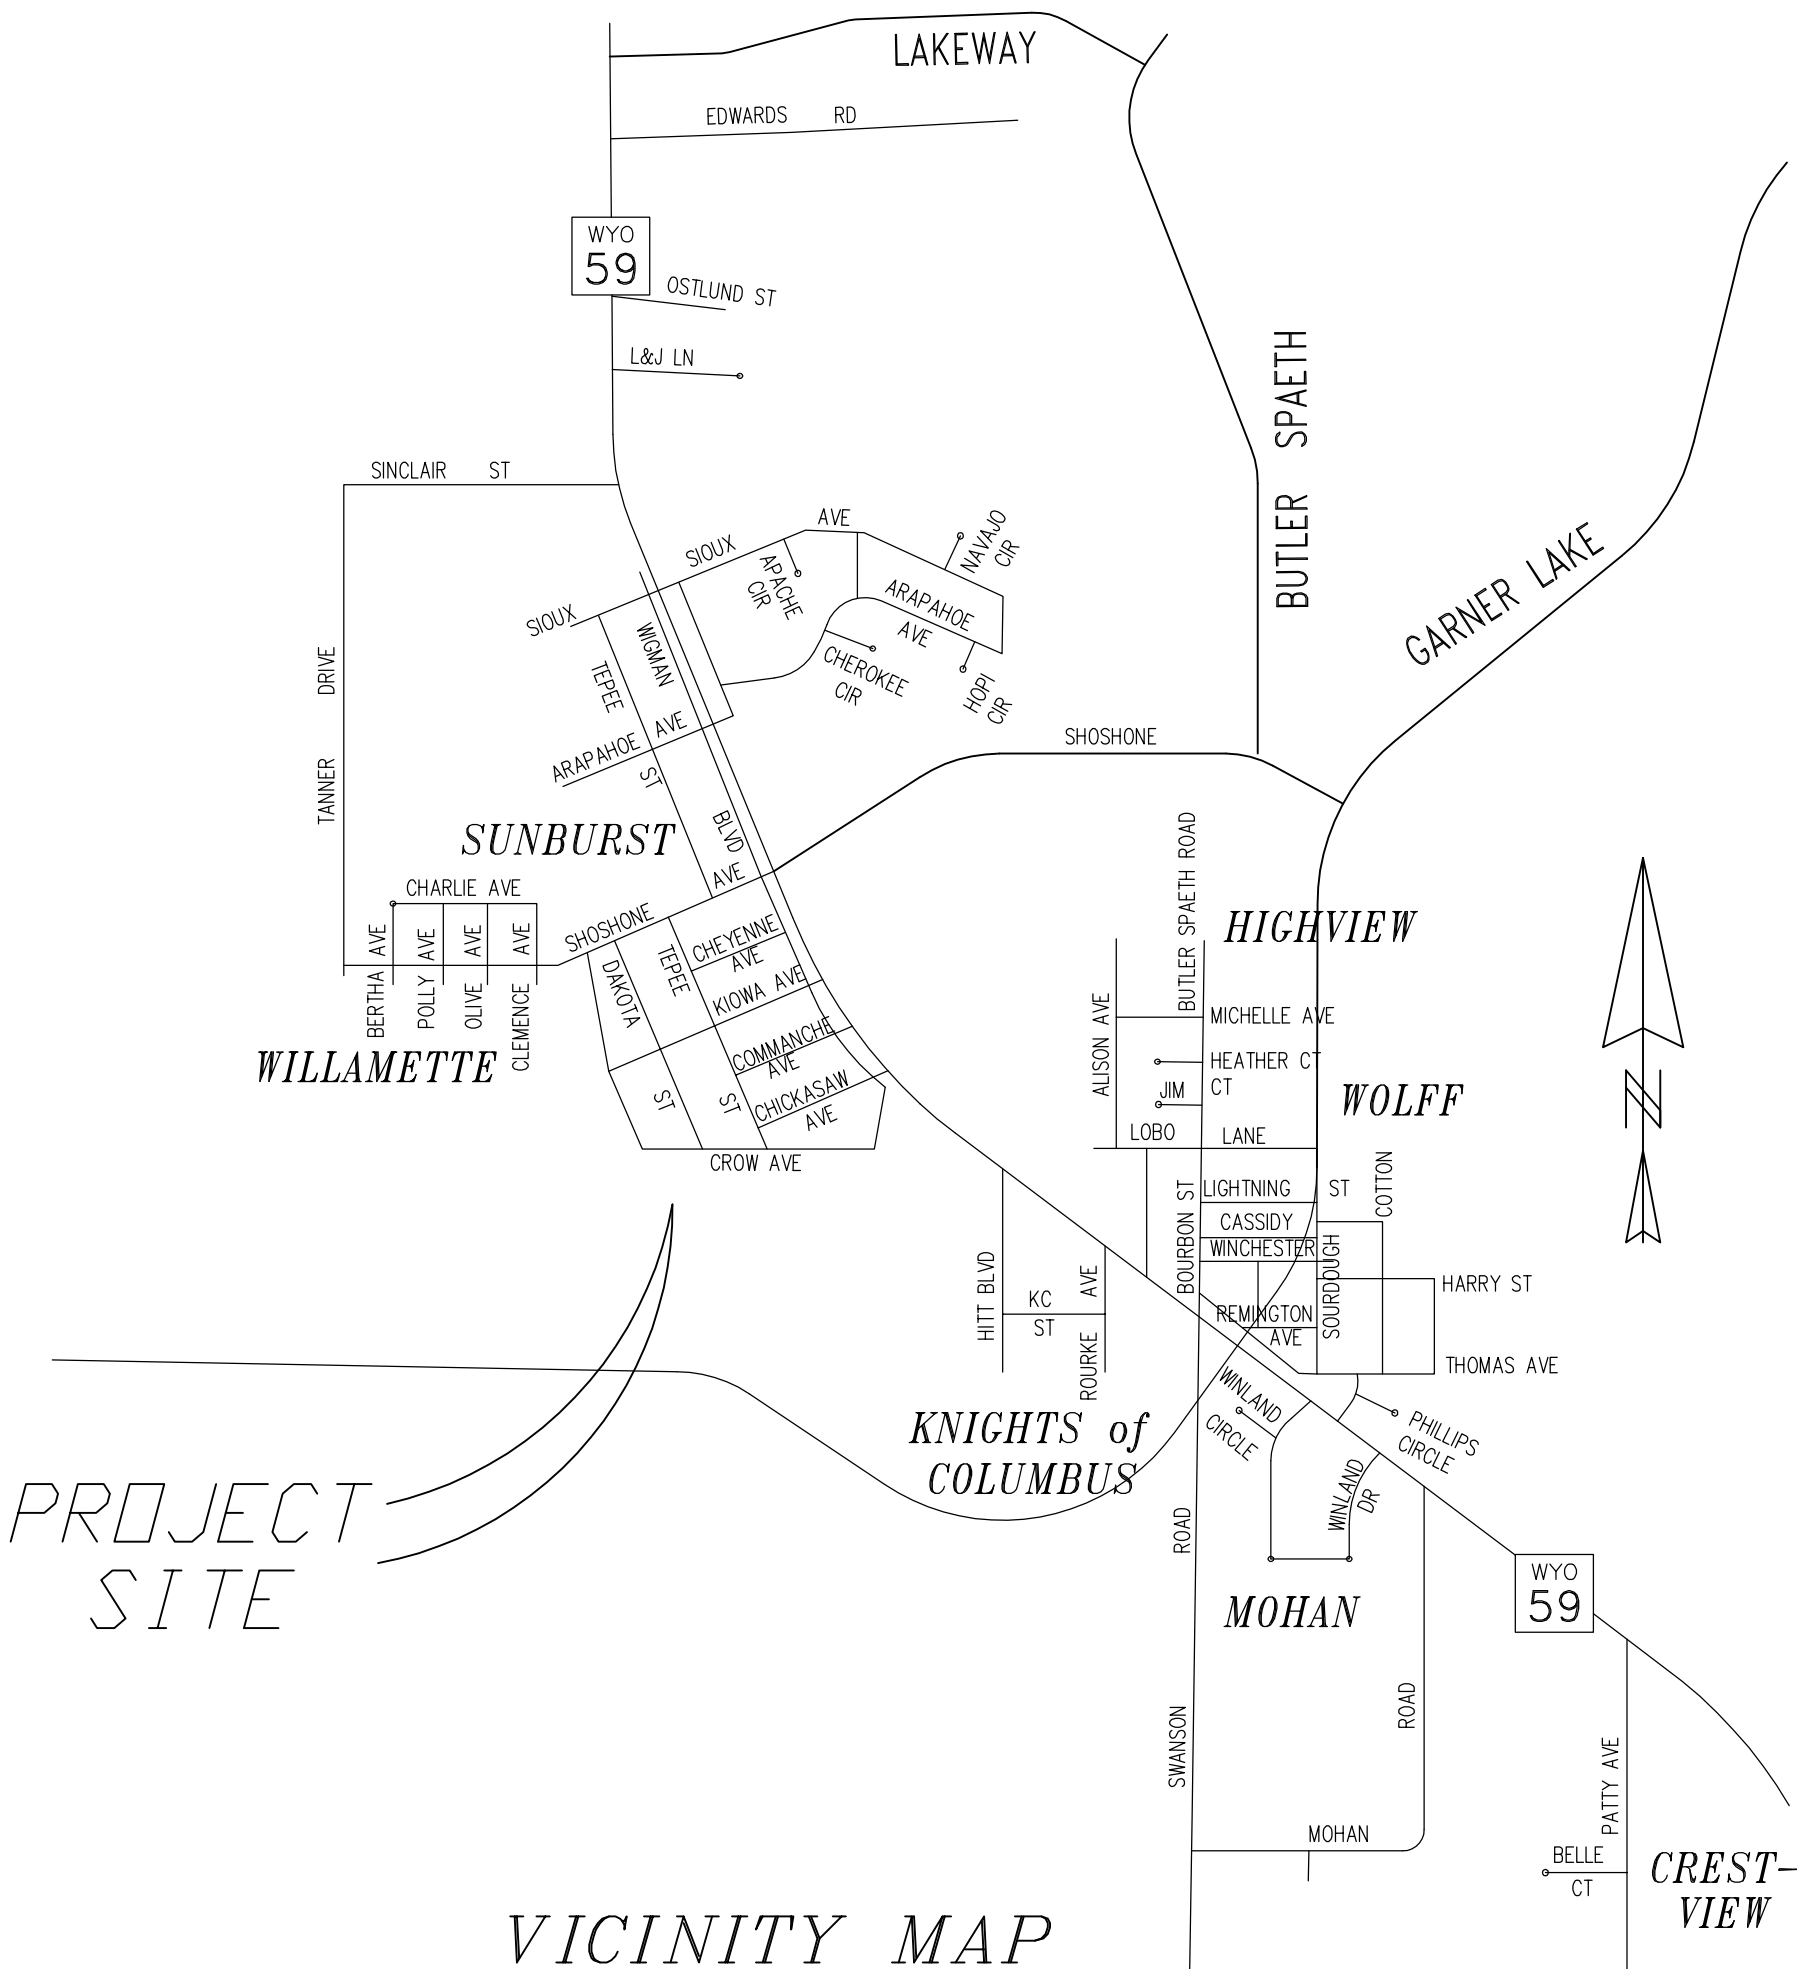 LAKEWAY
EDWARDS RD
WYO
59
OSTLUND ST
L&J LN
BUTLER SPAETH
GARNER LAKE
SINCLAIR ST
TANNER DRIVE
SIOUX AVE
SIOUX
APACHE
CIR
NAVAJO
CIR
ARAPAHOE
AVE
CHEROKEE
CIR
HOPI
CIR
WIGMAN BLVD
TEPEE ST
ARAPAHOE AVE
SHOSHONE
SUNBURST
CHARLIE AVE
BERTHA AVE
POLLY AVE
OLIVE AVE
CLEMENCE AVE
WILLAMETTE
SHOSHONE AVE
DAKOTA ST
TEPEE ST
CHEYENNE
AVE
KIOWA AVE
COMMANCHE
AVE
CHICKASAW
AVE
CROW AVE
BUTLER SPAETH ROAD
HIGHVIEW
ALISON AVE
MICHELLE AVE
HEATHER CT
JIM CT
WOLFF
LOBO LANE
LIGHTNING ST
COTTON
BOURBON ST
CASSIDY
WINCHESTER
SOURDOUGH
HARRY ST
REMINGTON
AVE
THOMAS AVE
HITT BLVD
KC
ST
ROURKE AVE
N
KNIGHTS of
COLUMBUS
WINLAND
CIRCLE
PHILLIPS
CIRCLE
WINLAND
DR
PROJECT
SITE
MOHAN
WYO
59
SWANSON ROAD
MOHAN ROAD
PATTY AVE
BELLE
CT
CREST-
VIEW
VICINITY MAP